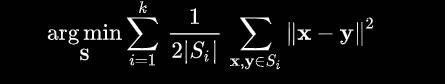 arg min_S ∑_{i=1}^{k} 1/(2|S_i|) ∑_{x,y∈S_i} ‖x − y‖²